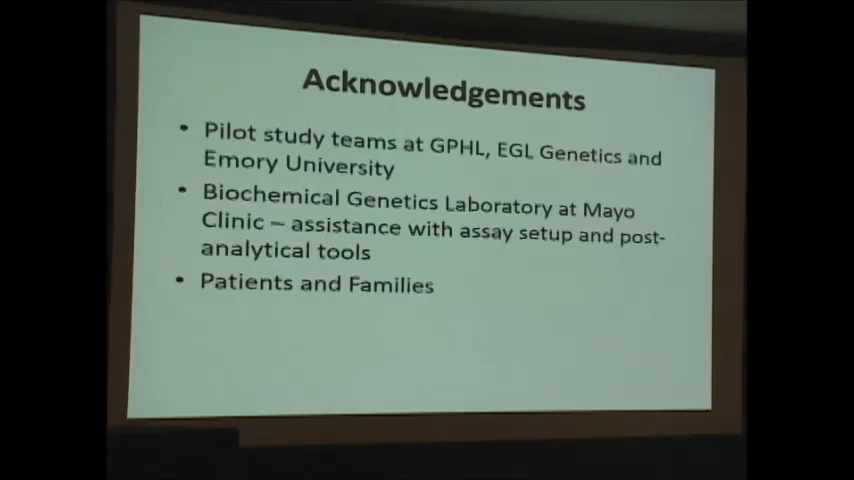 Acknowledgements
• Pilot study teams at GPHL, EGL Genetics and
Emory University
• Biochemical Genetics Laboratory at Mayo
Clinic – assistance with assay setup and post-
analytical tools
• Patients and Families